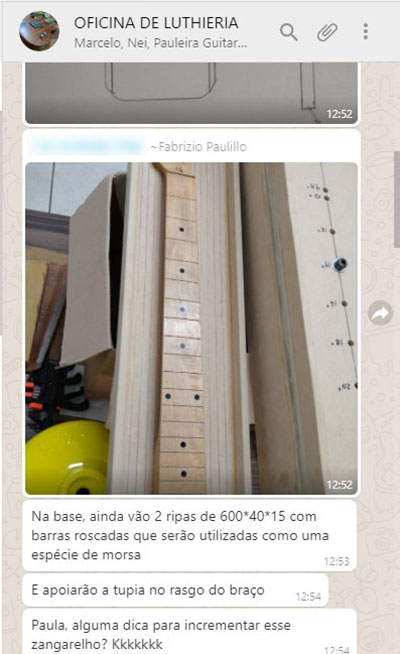 OFICINA DE LUTHIERIA
Marcelo, Nei, Pauleira Guitar...
12:52
~Fabrizio Paulillo
12:52
Na base, ainda vão 2 ripas de 600*40*15 com
barras roscadas que serão utilizadas como uma
espécie de morsa
12:53
E apoiarão a tupia no rasgo do braço
12:54
Paula, alguma dica para incrementar esse
zangarelho? Kkkkkkk
12:54